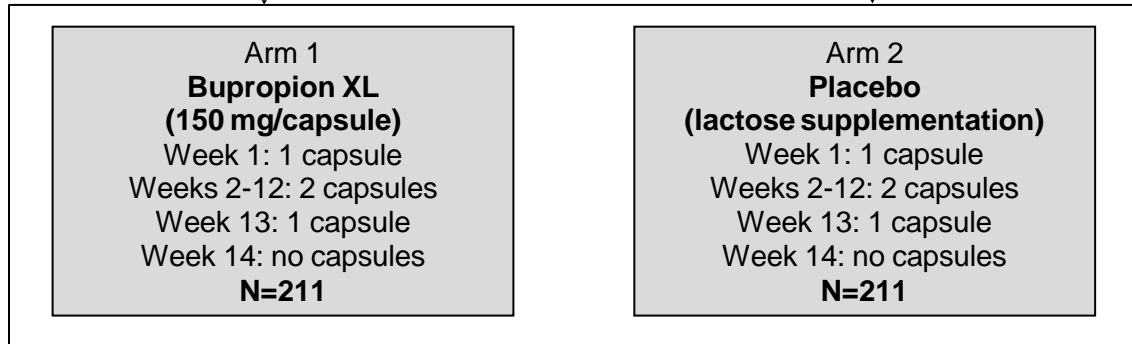 Arm 1
Bupropion XL
(150 mg/capsule)
Week 1: 1 capsule
Weeks 2-12: 2 capsules
Week 13: 1 capsule
Week 14: no capsules
N=211
Arm 2
Placebo
(lactose supplementation)
Week 1: 1 capsule
Weeks 2-12: 2 capsules
Week 13: 1 capsule
Week 14: no capsules
N=211